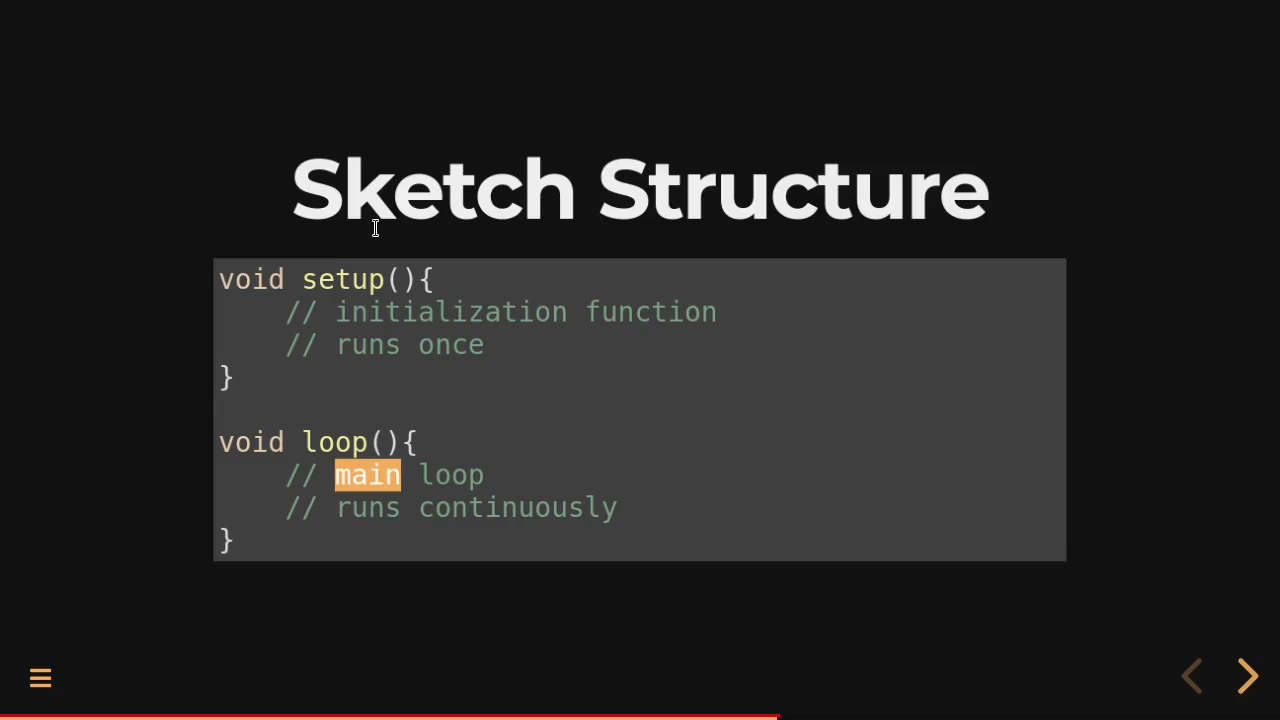 Sketch Structure
void setup(){
    // initialization function
    // runs once
}
void loop(){
    // main loop
    // runs continuously
}